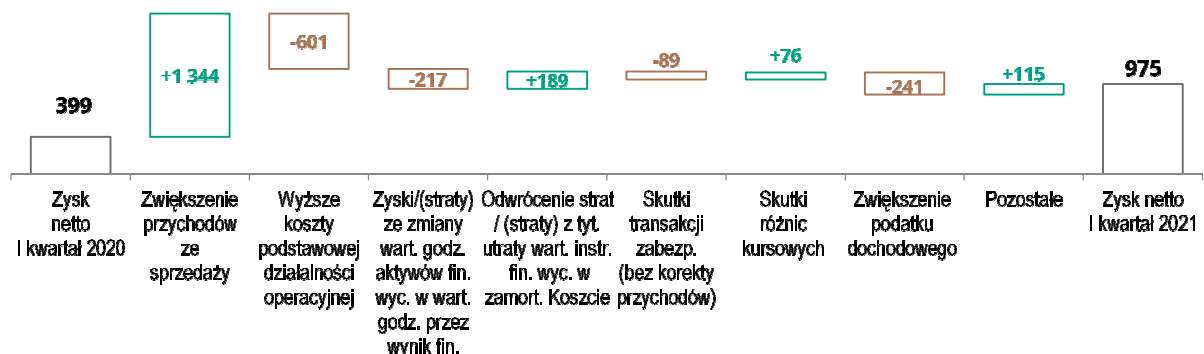 399
+1 344
-601
-217
+189
-89
+76
-241
+115
975
Zysk
netto
I kwartał 2020
Zwiększenie
przychodów
ze
sprzedaży
Wyższe
koszty
podstawowej
działalności
operacyjnej
Zyski/(straty)
ze zmiany
wart. godz.
aktywów fin.
wyc. w wart.
godz. przez
wynik fin.
Odwrócenie strat
/ (straty) z tyt.
utraty wart. instr.
fin. wyc. w
zamort. Koszcie
Skutki
transakcji
zabezp.
(bez korekty
przychodów)
Skutki
różnic
kursowych
Zwiększenie
podatku
dochodowego
Pozostałe
Zysk netto
I kwartał 2021